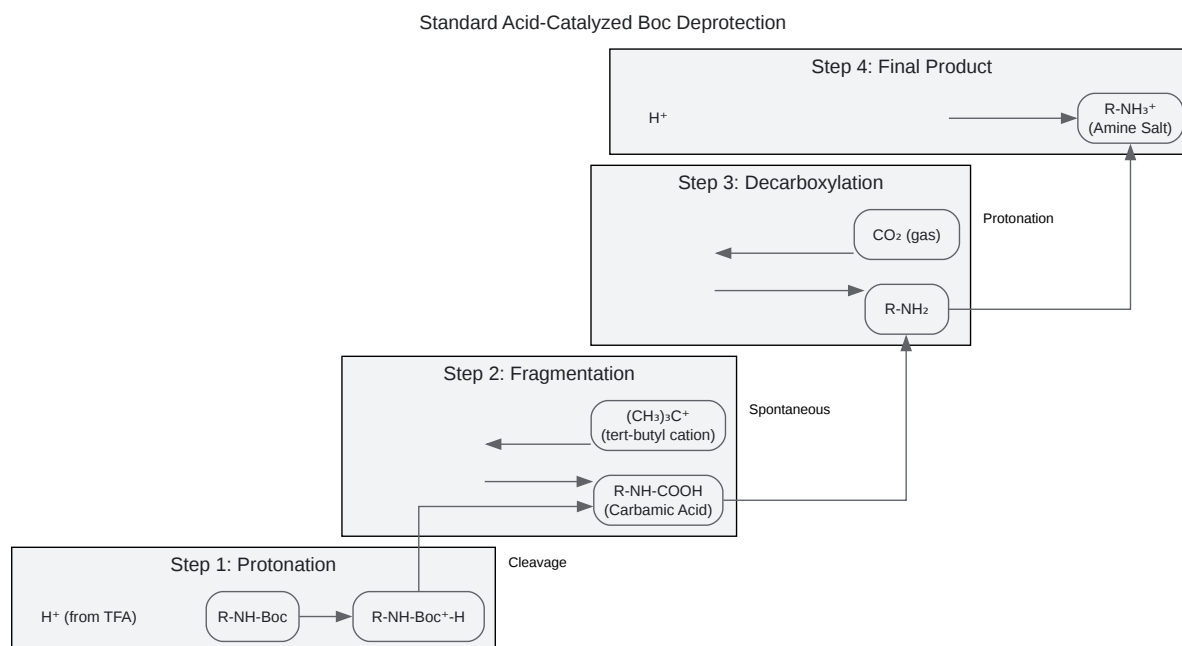 Standard Acid-Catalyzed Boc Deprotection
Step 4: Final Product
H⁺
R-NH₃⁺
(Amine Salt)
Step 3: Decarboxylation
Protonation
CO₂ (gas)
R-NH₂
Step 2: Fragmentation
Spontaneous
(CH₃)₃C⁺
(tert-butyl cation)
R-NH-COOH
(Carbamic Acid)
Step 1: Protonation
Cleavage
H⁺ (from TFA)
R-NH-Boc
R-NH-Boc⁺-H